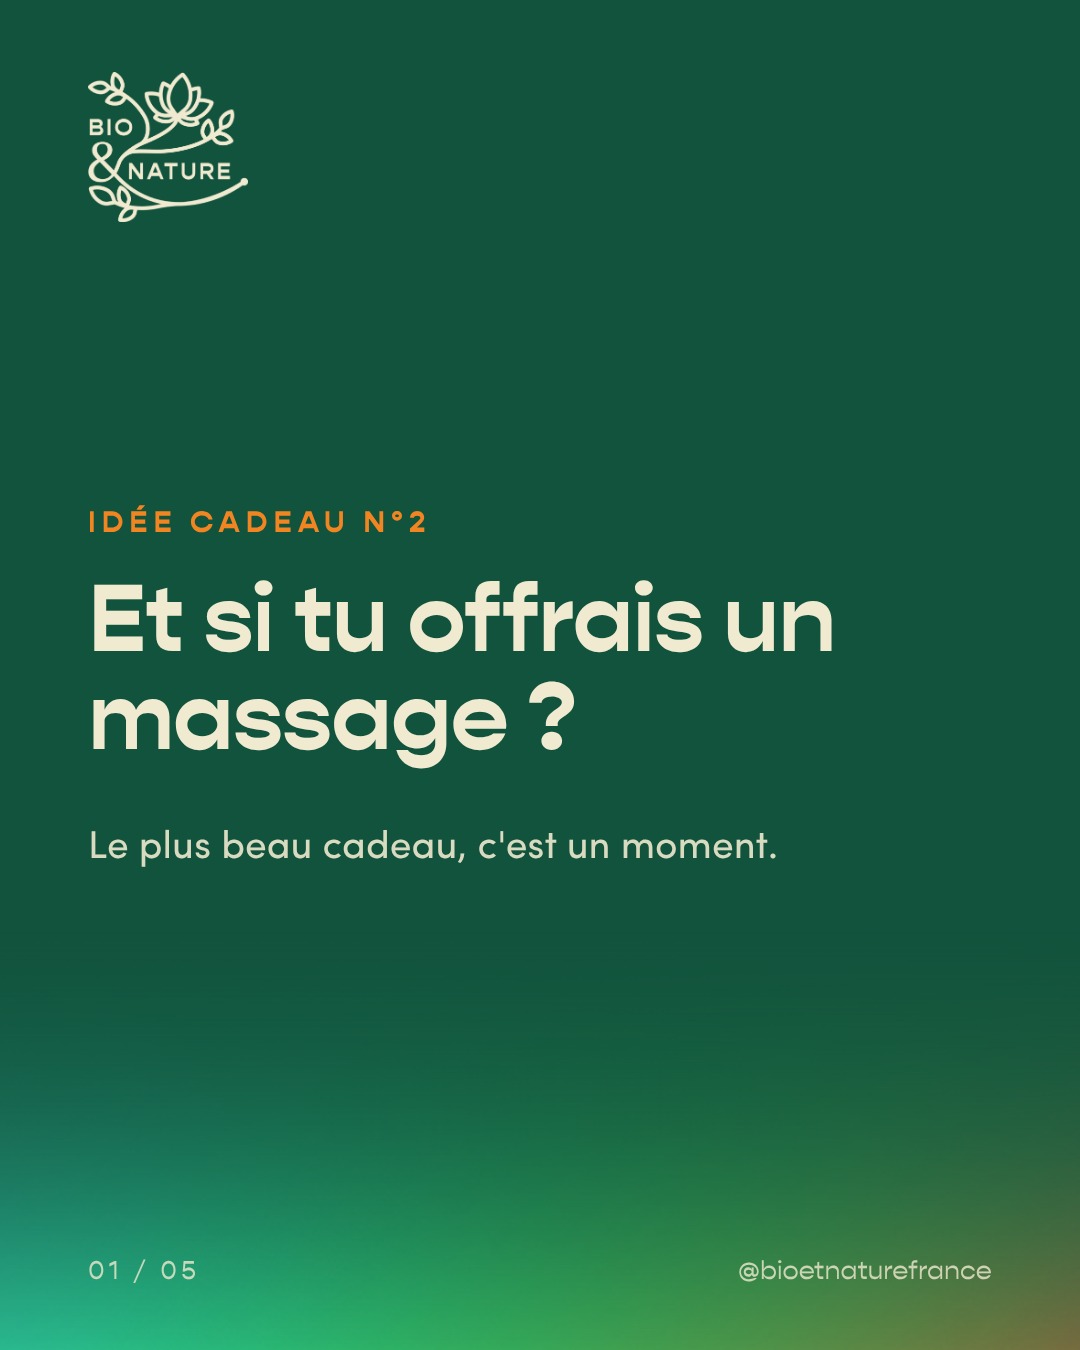 BIO
& NATURE
IDÉE CADEAU N°2
Et si tu offrais un
massage ?
Le plus beau cadeau, c'est un moment.
01 / 05
@bioetnaturefrance